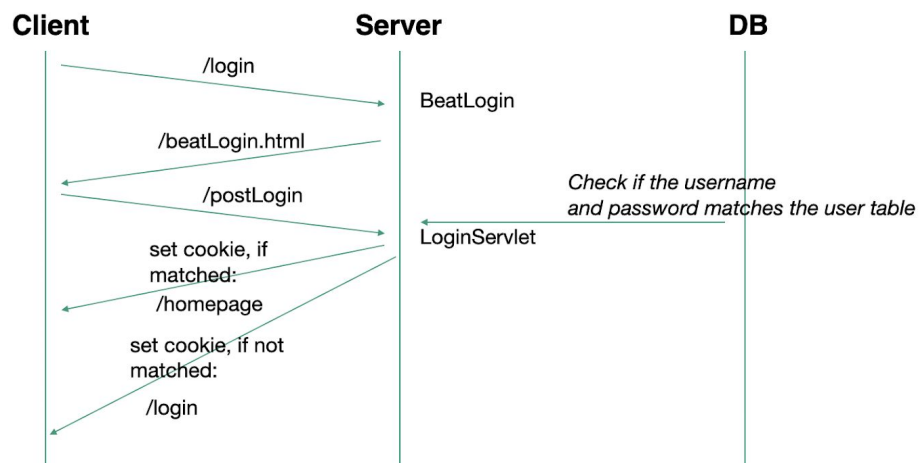 Client
Server
DB
/login
BeatLogin
/beatLogin.html
/postLogin
Check if the username
and password matches the user table
LoginServlet
set cookie, if
matched:
/homepage
set cookie, if not
matched:
/login